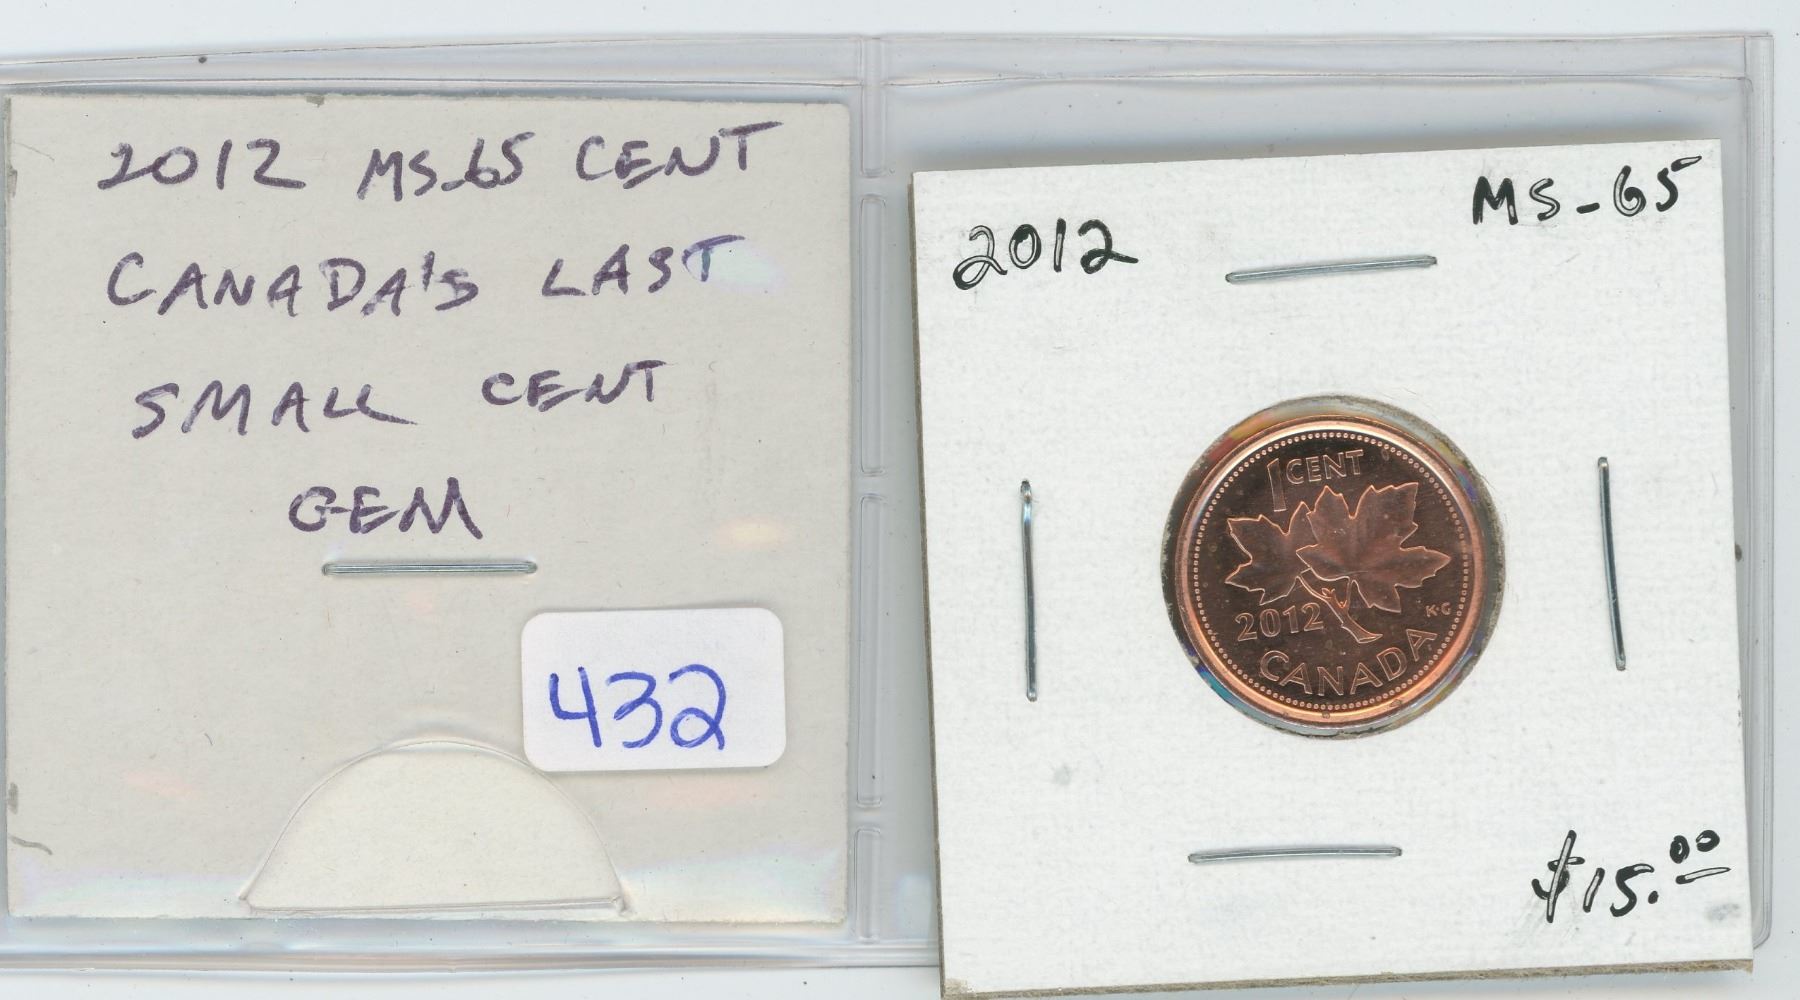 2012 MS-65 CENT
CANADA'S LAST
SMALL CENT
GEM
432
2012
MS-65
1 CENT
2012
K·G
CANADA
$15.00